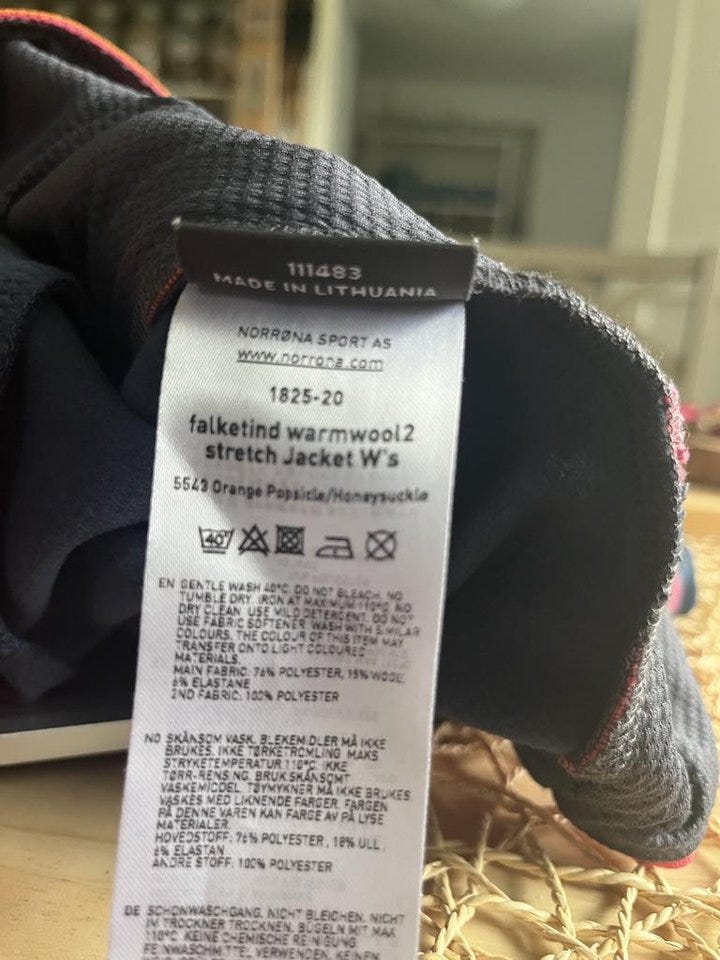 111483
MADE IN LITHUANIA
NORRØNA SPORT AS
www.norrona.com
1825-20
falketind warmwool2
stretch Jacket W's
5543 Orange Popsicle/Honeysuckle
40°
EN GENTLE WASH 40°C. DO NOT BLEACH. NO
TUMBLE DRY. IRON AT MAXIMUM 110°C. NO
DRY CLEAN. USE MILD DETERGENT. DO NOT
USE FABRIC SOFTENER. WASH WITH SIMILAR
COLOURS. THE COLOUR OF THIS ITEM MAY
TRANSFER ONTO LIGHT COLOURED
MATERIALS.
MAIN FABRIC: 76% POLYESTER, 18% WOOL,
6% ELASTANE
2ND FABRIC: 100% POLYESTER
NO SKÅNSOM VASK. BLEKEMIDLER MÅ IKKE
BRUKES. IKKE TØRKETROMLING. MAKS
STRYKETEMPERATUR 110°C. IKKE
TØRR-RENSING. BRUK SKÅNSOMT
VASKEMIDDEL. TØYMYKNER MÅ IKKE BRUKES.
VASKES MED LIKNENDE FARGER. FARGEN
PÅ DENNE VAREN KAN FARGE AV PÅ LYSE
MATERIALER.
HOVEDSTOFF: 76% POLYESTER, 18% ULL,
6% ELASTAN
ANDRE STOFF: 100% POLYESTER
DE SCHONWASCHGANG. NICHT BLEICHEN. NICHT
IM TROCKNER TROCKNEN. BÜGELN MIT MAX
110°C. KEINE CHEMISCHE REINIGUNG.
FEINWASCHMITTEL VERWENDEN. KEINEN